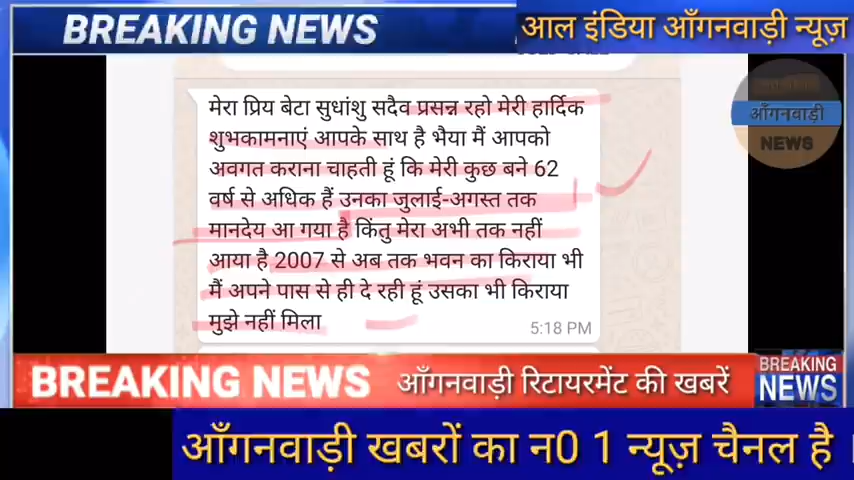 BREAKING NEWS
आल इंडिया आँगनवाड़ी न्यूज़
आँगनवाड़ी
NEWS
मेरा प्रिय बेटा सुधांशु सदैव प्रसन्न रहो मेरी हार्दिक
शुभकामनाएं आपके साथ है भैया मैं आपको
अवगत कराना चाहती हूं कि मेरी कुछ बने 62
वर्ष से अधिक हैं उनका जुलाई-अगस्त तक
मानदेय आ गया है किंतु मेरा अभी तक नहीं
आया है 2007 से अब तक भवन का किराया भी
मैं अपने पास से ही दे रही हूं उसका भी किराया
मुझे नहीं मिला
5:18 PM
BREAKING NEWS
आँगनवाड़ी रिटायरमेंट की खबरें
BREAKING
NEWS
आँगनवाड़ी खबरों का न0 1 न्यूज़ चैनल है ।